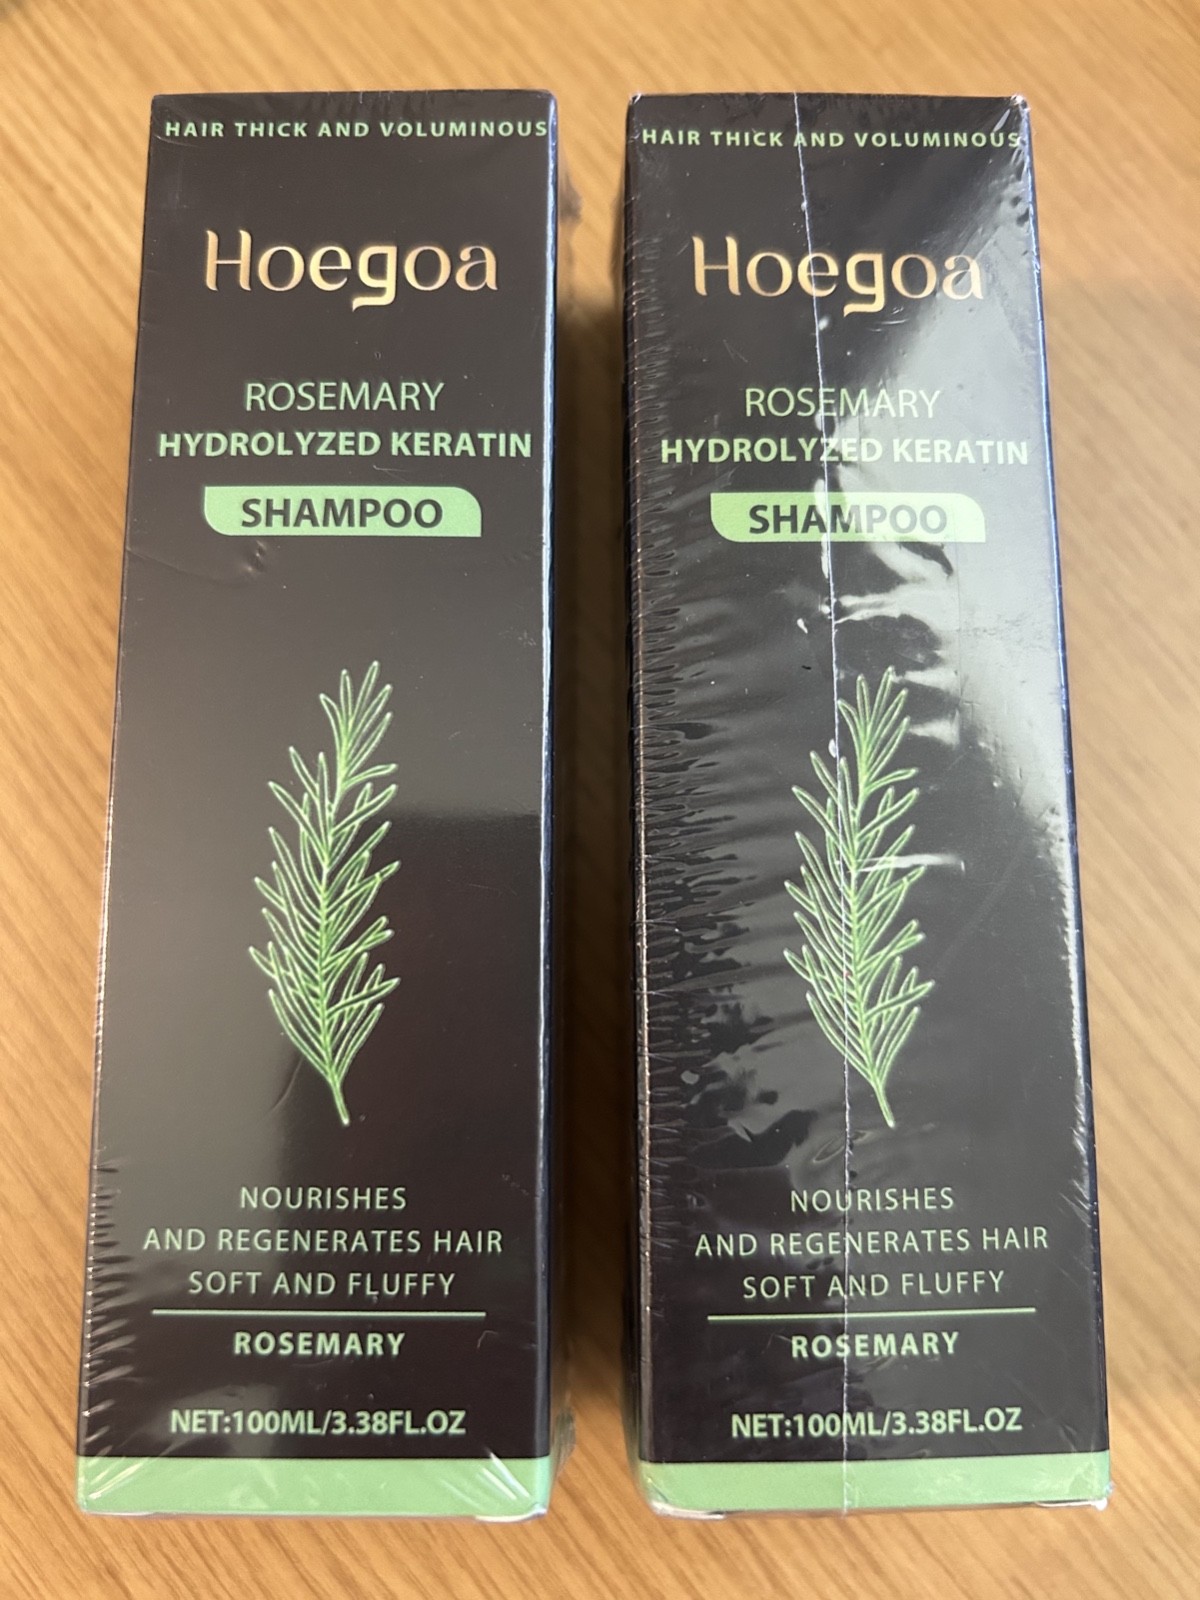 HAIR THICK AND VOLUMINOUS
Hoegoa
ROSEMARY
HYDROLYZED KERATIN
SHAMPOO
NOURISHES
AND REGENERATES HAIR
SOFT AND FLUFFY
ROSEMARY
NET:100ML/3.38FL.OZ
HAIR THICK AND VOLUMINOUS
Hoegoa
ROSEMARY
HYDROLYZED KERATIN
SHAMPOO
NOURISHES
AND REGENERATES HAIR
SOFT AND FLUFFY
ROSEMARY
NET:100ML/3.38FL.OZ